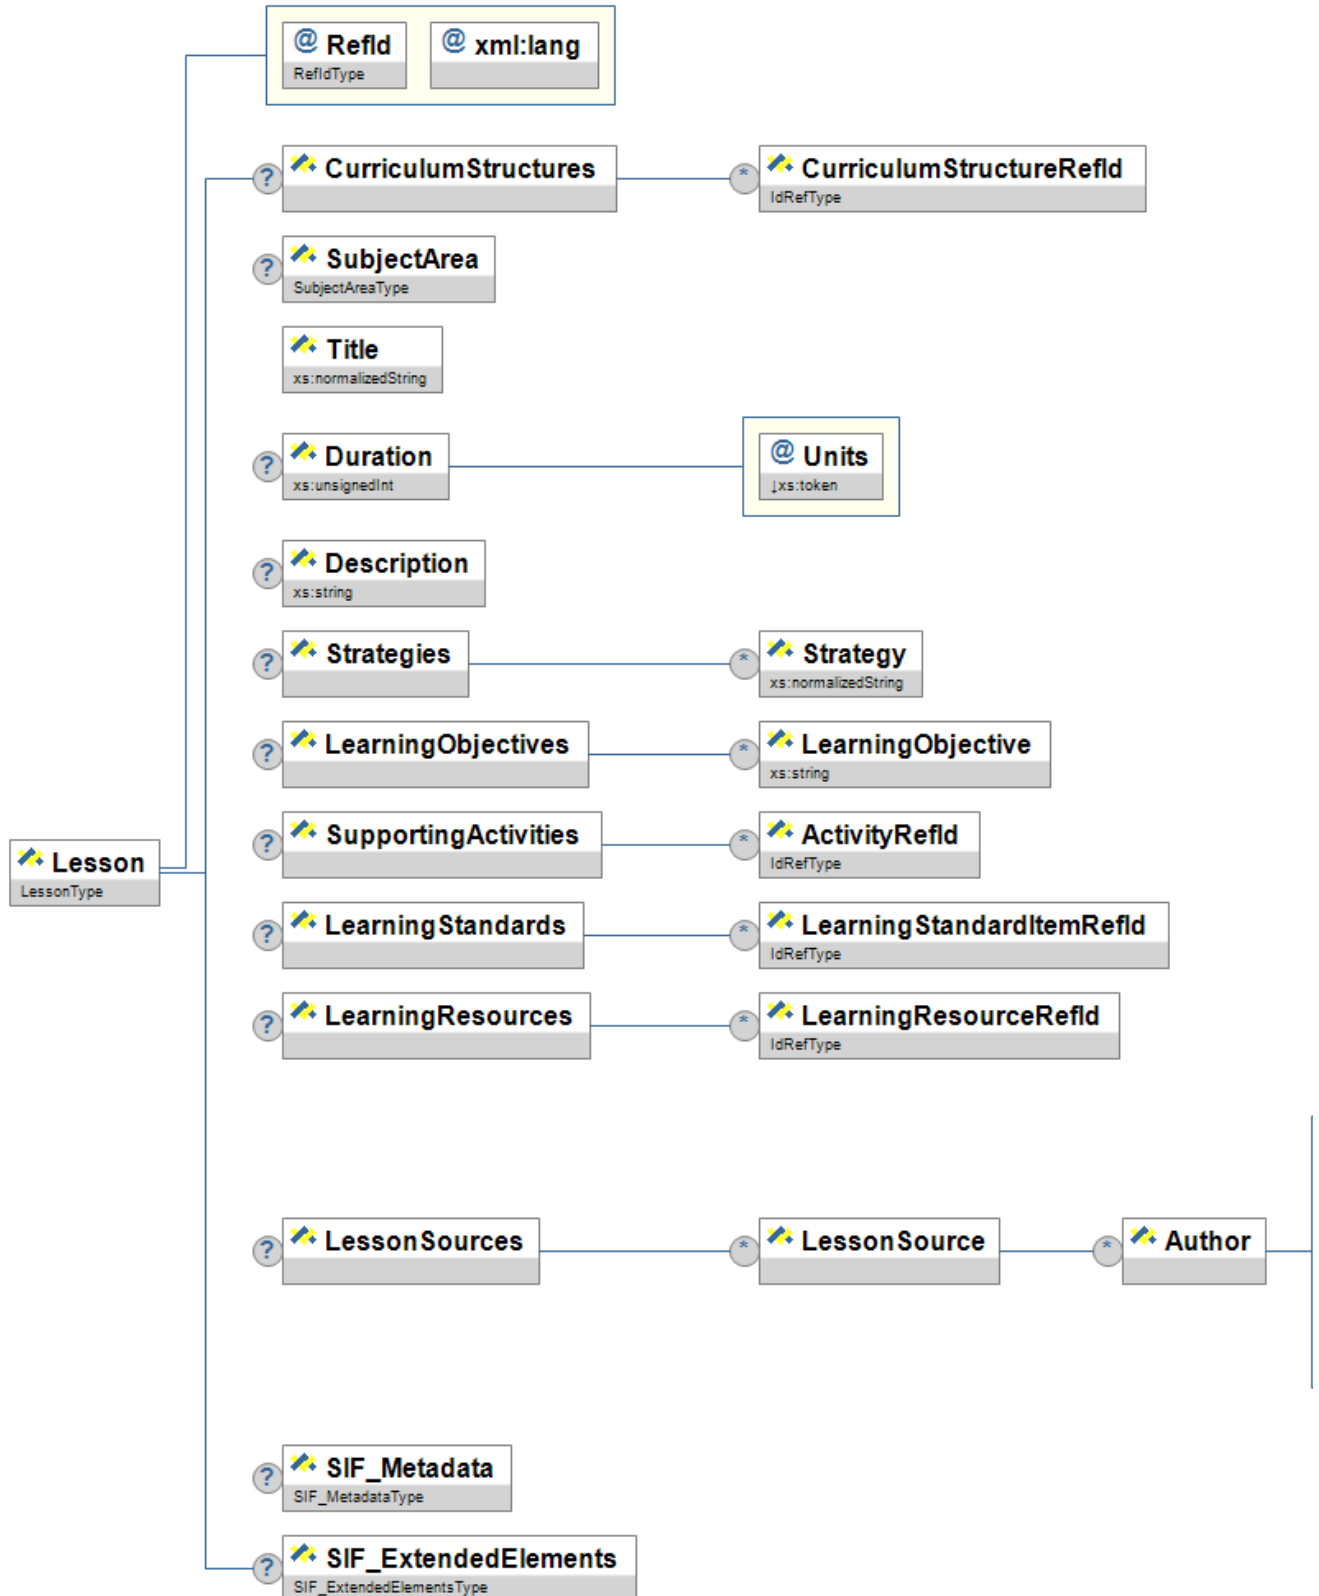 @ RefId
RefIdType
@ xml:lang
? CurriculumStructures
* CurriculumStructureRefId
IdRefType
? SubjectArea
SubjectAreaType
Title
xs:normalizedString
? Duration
xs:unsignedInt
@ Units
↓xs:token
? Description
xs:string
? Strategies
* Strategy
xs:normalizedString
? LearningObjectives
* LearningObjective
xs:string
? SupportingActivities
* ActivityRefId
IdRefType
Lesson
LessonType
? LearningStandards
* LearningStandardItemRefId
IdRefType
? LearningResources
* LearningResourceRefId
IdRefType
? LessonSources
* LessonSource
* Author
? SIF_Metadata
SIF_MetadataType
? SIF_ExtendedElements
SIF_ExtendedElementsType